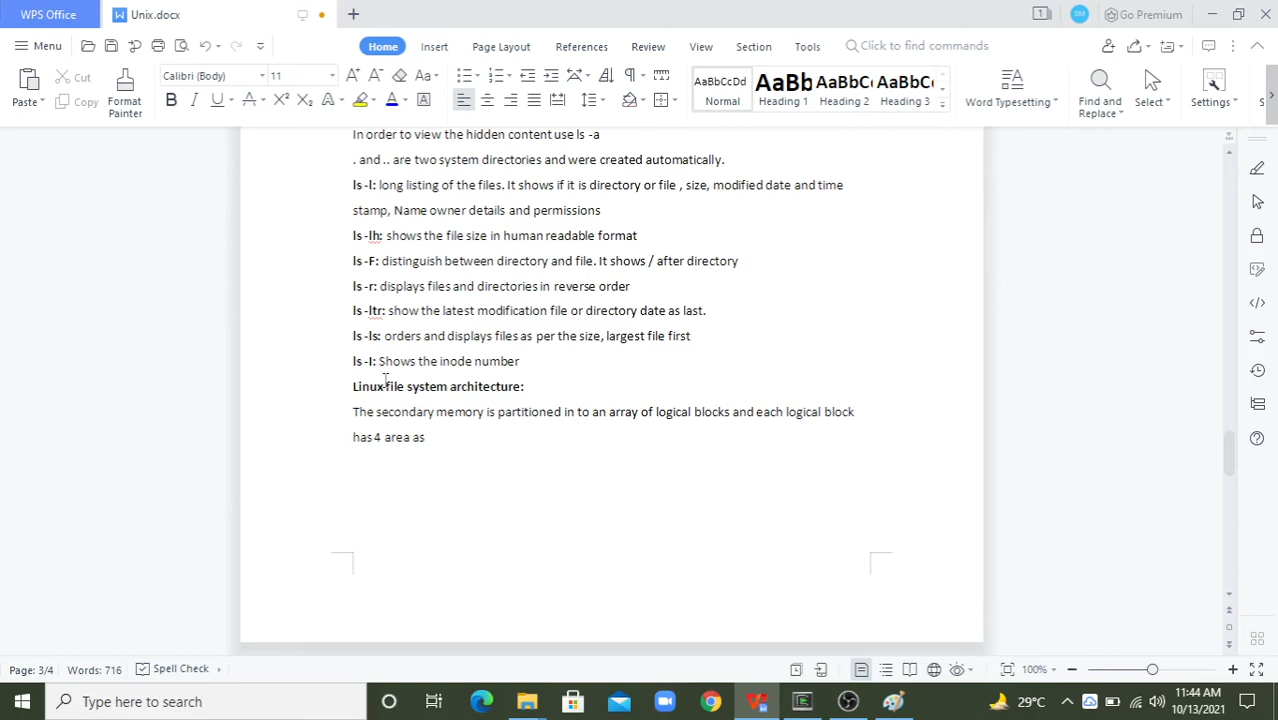 WPS Office
Unix.docx
Go Premium
SM
Menu
Home
Insert
Page Layout
References
Review
View
Section
Tools
Click to find commands
Calibri (Body)
11
Paste
Cut
Copy
Format Painter
AaBbCcDd
Normal
AaBb
Heading 1
AaBbC
Heading 2
AaBbC
Heading 3
Word Typesetting
Find and Replace
Select
Settings
In order to view the hidden content use ls -a
. and .. are two system directories and were created automatically.
ls -l: long listing of the files. It shows if it is directory or file , size, modified date and time
stamp, Name owner details and permissions
ls -lh: shows the file size in human readable format
ls -F: distinguish between directory and file. It shows / after directory
ls -r: displays files and directories in reverse order
ls -ltr: show the latest modification file or directory date as last.
ls -ls: orders and displays files as per the size, largest file first
ls -I: Shows the inode number
Linux file system architecture:
The secondary memory is partitioned in to an array of logical blocks and each logical block
has 4 area as
Page: 3/4
Words: 716
Spell Check
100%
Type here to search
29°C
11:44 AM
10/13/2021